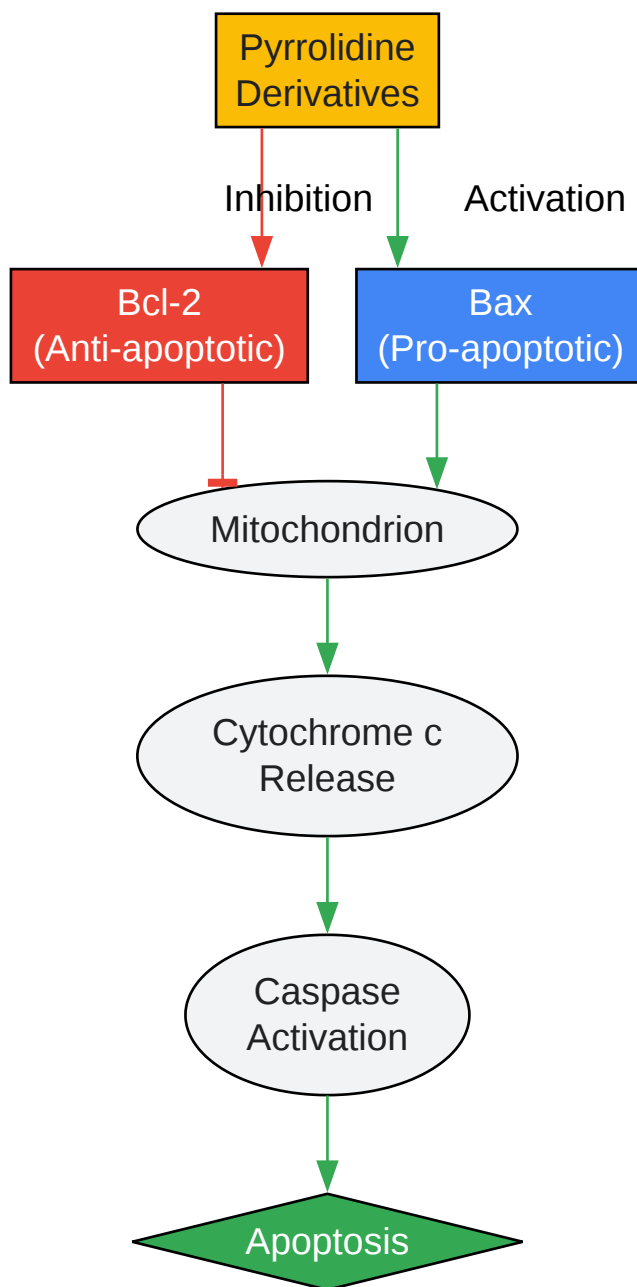 Pyrrolidine
Derivatives
Inhibition
Activation
Bcl-2
(Anti-apoptotic)
Bax
(Pro-apoptotic)
Mitochondrion
Cytochrome c
Release
Caspase
Activation
Apoptosis